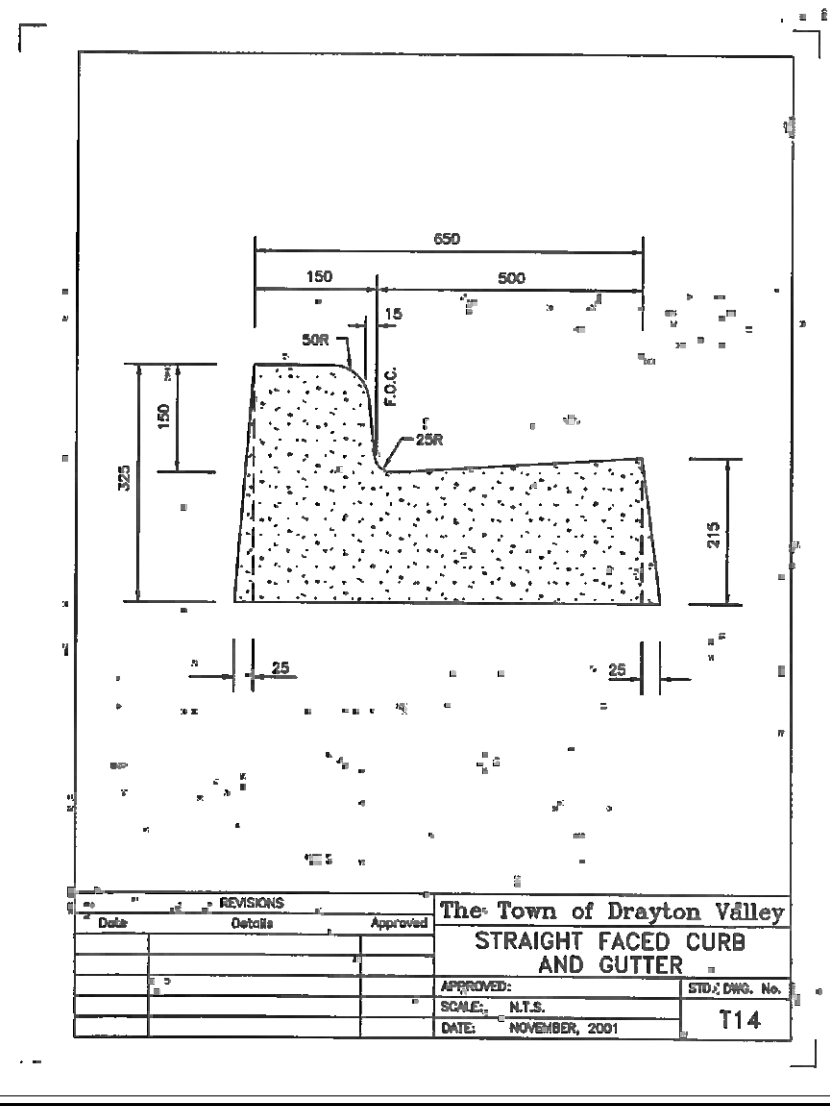 650
150
500
15
50R
F.O.C.
150
25R
325
215
25
25
REVISIONS
Date
Details
Approved
The Town of Drayton Valley
STRAIGHT FACED CURB
AND GUTTER
APPROVED:
STD. DWG. No.
SCALE: N.T.S.
T14
DATE: NOVEMBER, 2001